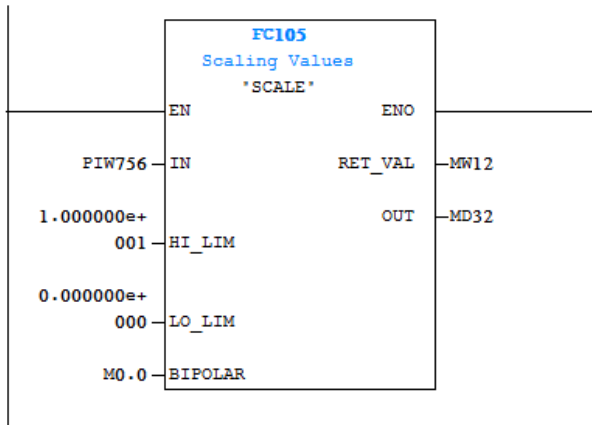 FC105
Scaling Values
"SCALE"
EN ENO
PIW756 IN RET_VAL MW12
1.000000e+ OUT MD32
001 HI_LIM
0.000000e+
000 LO_LIM
M0.0 BIPOLAR